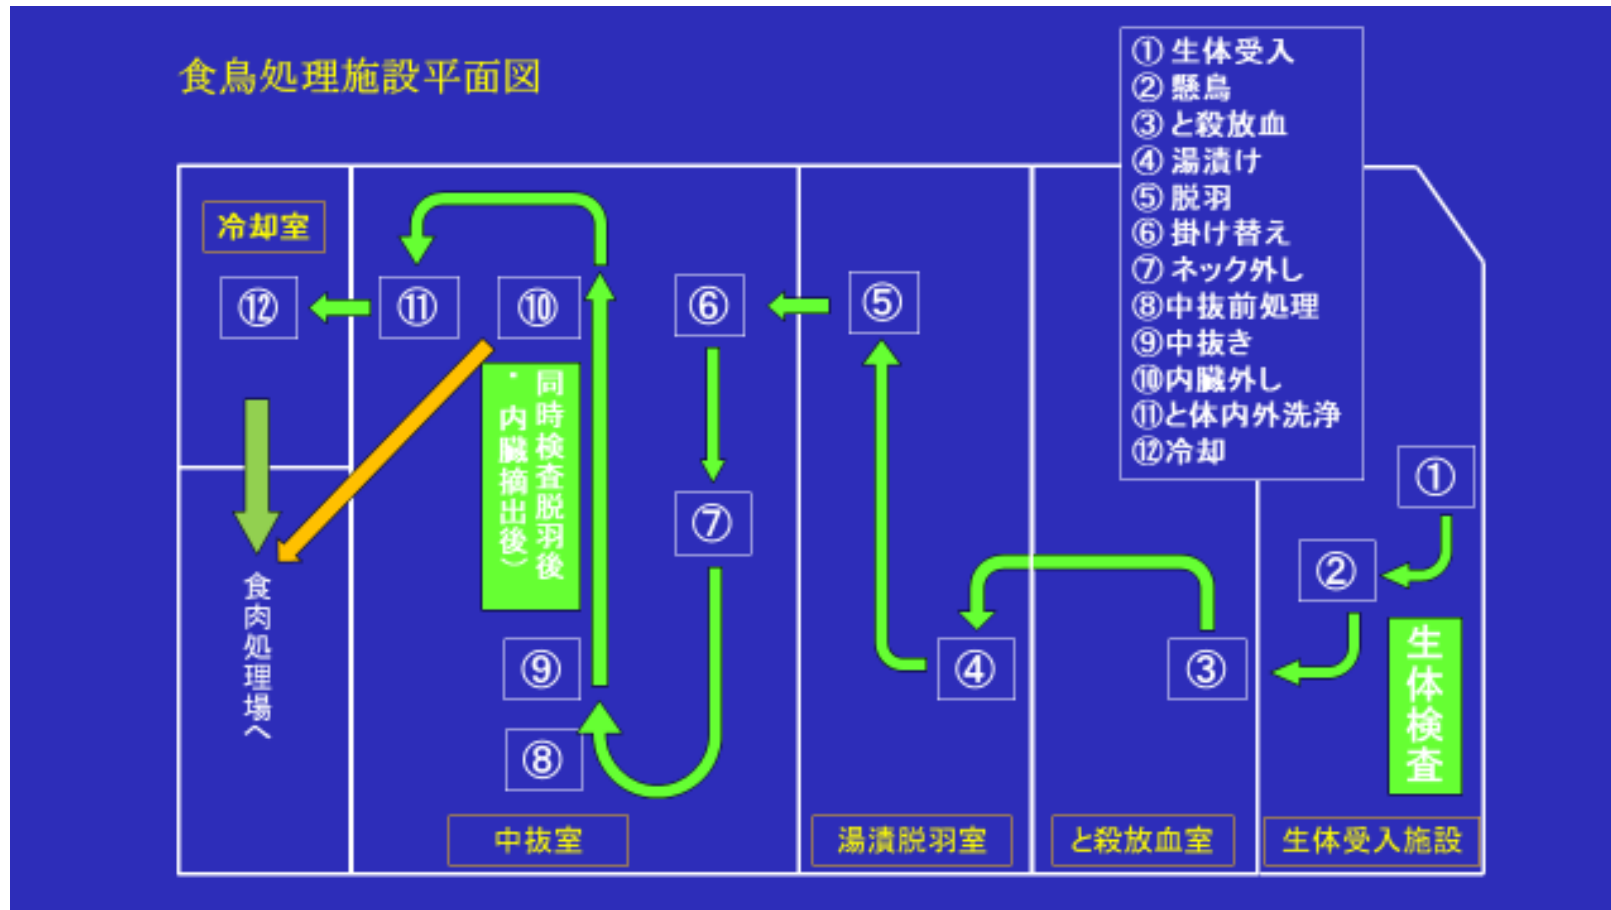 食鳥処理施設平面図
① 生体受入
② 懸鳥
③ と殺放血
④ 湯漬け
⑤ 脱羽
⑥ 掛け替え
⑦ ネック外し
⑧中抜前処理
⑨中抜き
⑩内臓外し
⑪と体内外洗浄
⑫冷却
冷却室
⑫
⑪
⑩
⑥
⑤
①
同時検査脱羽後
・内臓摘出後）
⑦
②
食肉処理場へ
⑨
④
③
生体検査
⑧
中抜室
湯漬脱羽室
と殺放血室
生体受入施設